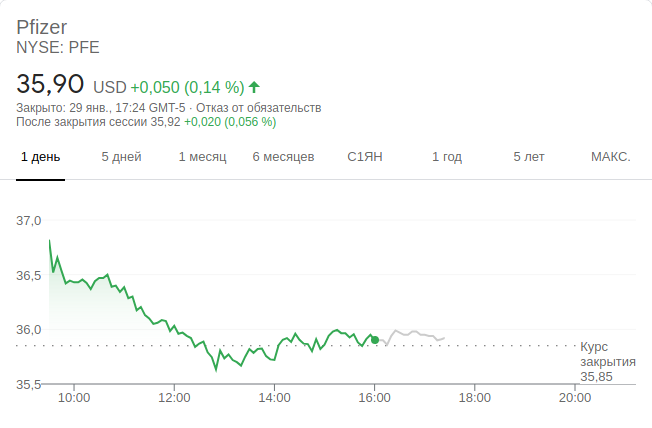 Pfizer
NYSE: PFE
35,90 USD +0,050 (0,14 %)
Закрыто: 29 янв., 17:24 GMT-5 · Отказ от обязательств
После закрытия сессии 35,92 +0,020 (0,056 %)
1 день 5 дней 1 месяц 6 месяцев С1ЯН 1 год 5 лет МАКС.
37,0
36,5
36,0
Курс
закрытия
35,85
35,5
10:00 12:00 14:00 16:00 18:00 20:00